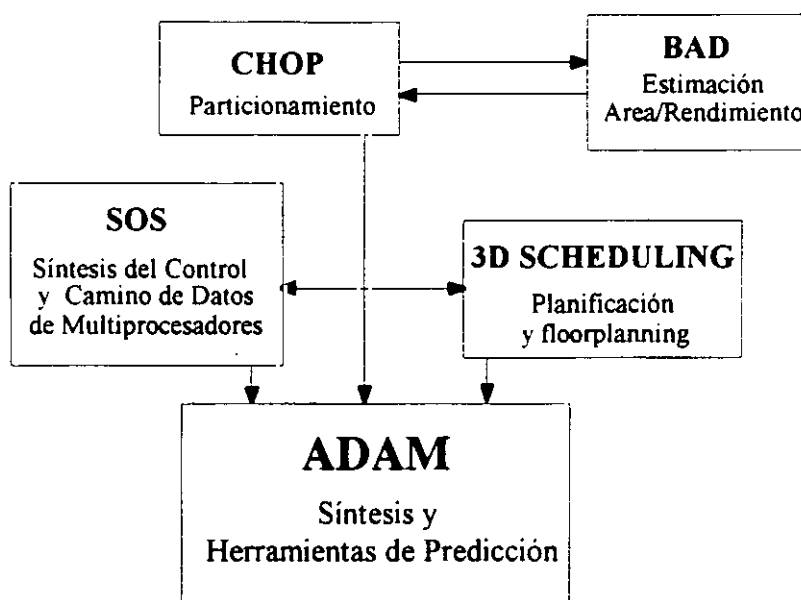 CHOP
Particionamiento
BAD
Estimación
Area/Rendimiento
SOS
Síntesis del Control
y Camino de Datos
de Multiprocesadores
3D SCHEDULING
Planificación
y floorplanning
ADAM
Síntesis y
Herramientas de Predicción